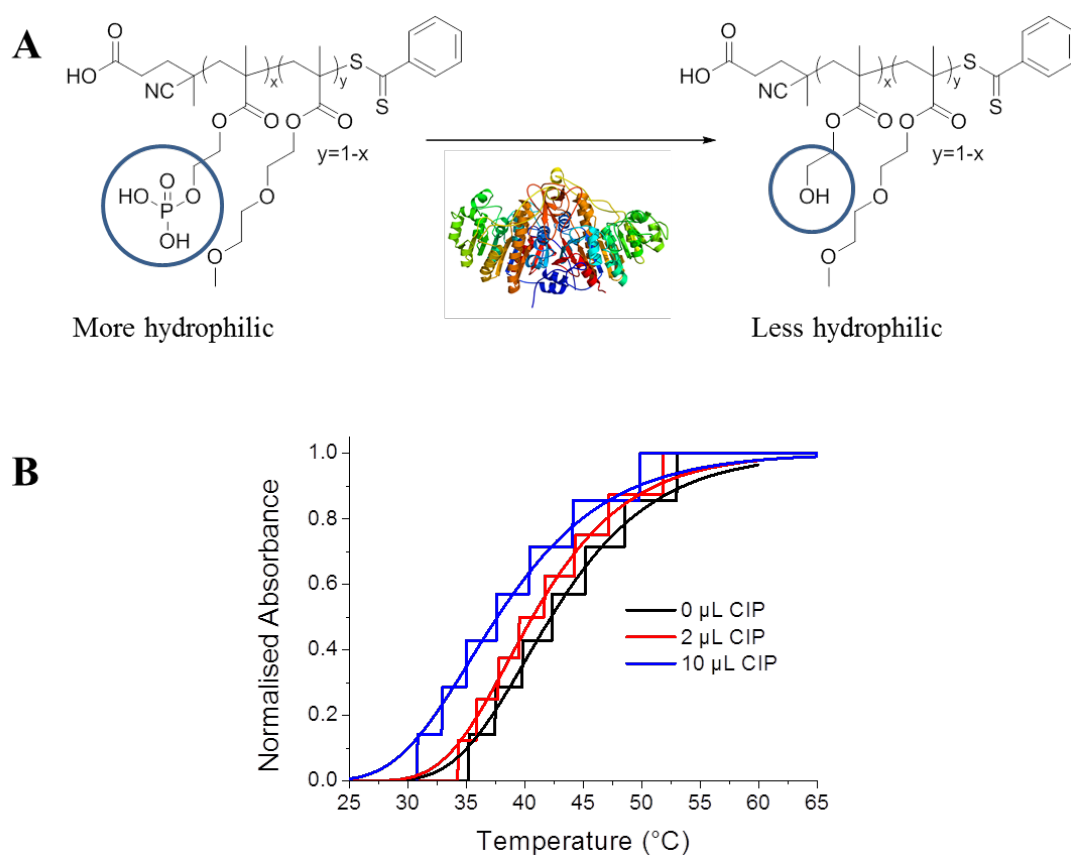 A
O
HO
NC
x
y
S
S
O
O
O
O
y=1-x
O
HO
P
O
OH
O
O
More hydrophilic
O
HO
NC
x
y
S
S
O
O
O
O
y=1-x
OH
O
O
Less hydrophilic
B
Normalised Absorbance
1.0
0.8
0.6
0.4
0.2
0.0
0 µL CIP
2 µL CIP
10 µL CIP
25 30 35 40 45 50 55 60 65
Temperature (°C)